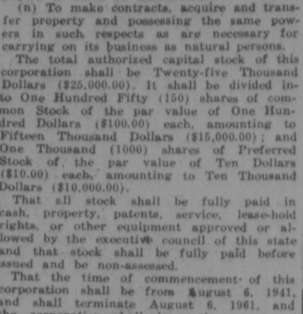 (n) To make contracts, acquire and trans-
fer property and possessing the same pow-
ers in such respects as are necessary for
carrying on its business as natural persons.
The total authorized capital stock of this
corporation shall be Twenty-five Thousand
Dollars ($25,000.00). It shall be divided in-
to One Hundred Fifty (150) shares of com-
mon Stock of the par value of One Hun-
dred Dollars ($100.00) each, amounting to
Fifteen Thousand Dollars ($15,000.00); and
One Thousand (1000) shares of Preferred
Stock of the par value of Ten Dollars
($10.00) each, amounting to Ten Thousand
Dollars ($10,000.00).
That all stock shall be fully paid in
cash, property, patents, service, lease-hold
rights, or other equipment approved or al-
lowed by the executive council of this state
and that stock shall be fully paid before
issued and be non-assessed.
That the time of commencement of this
corporation shall be from August 6, 1941,
and shall terminate August 6, 1961, and